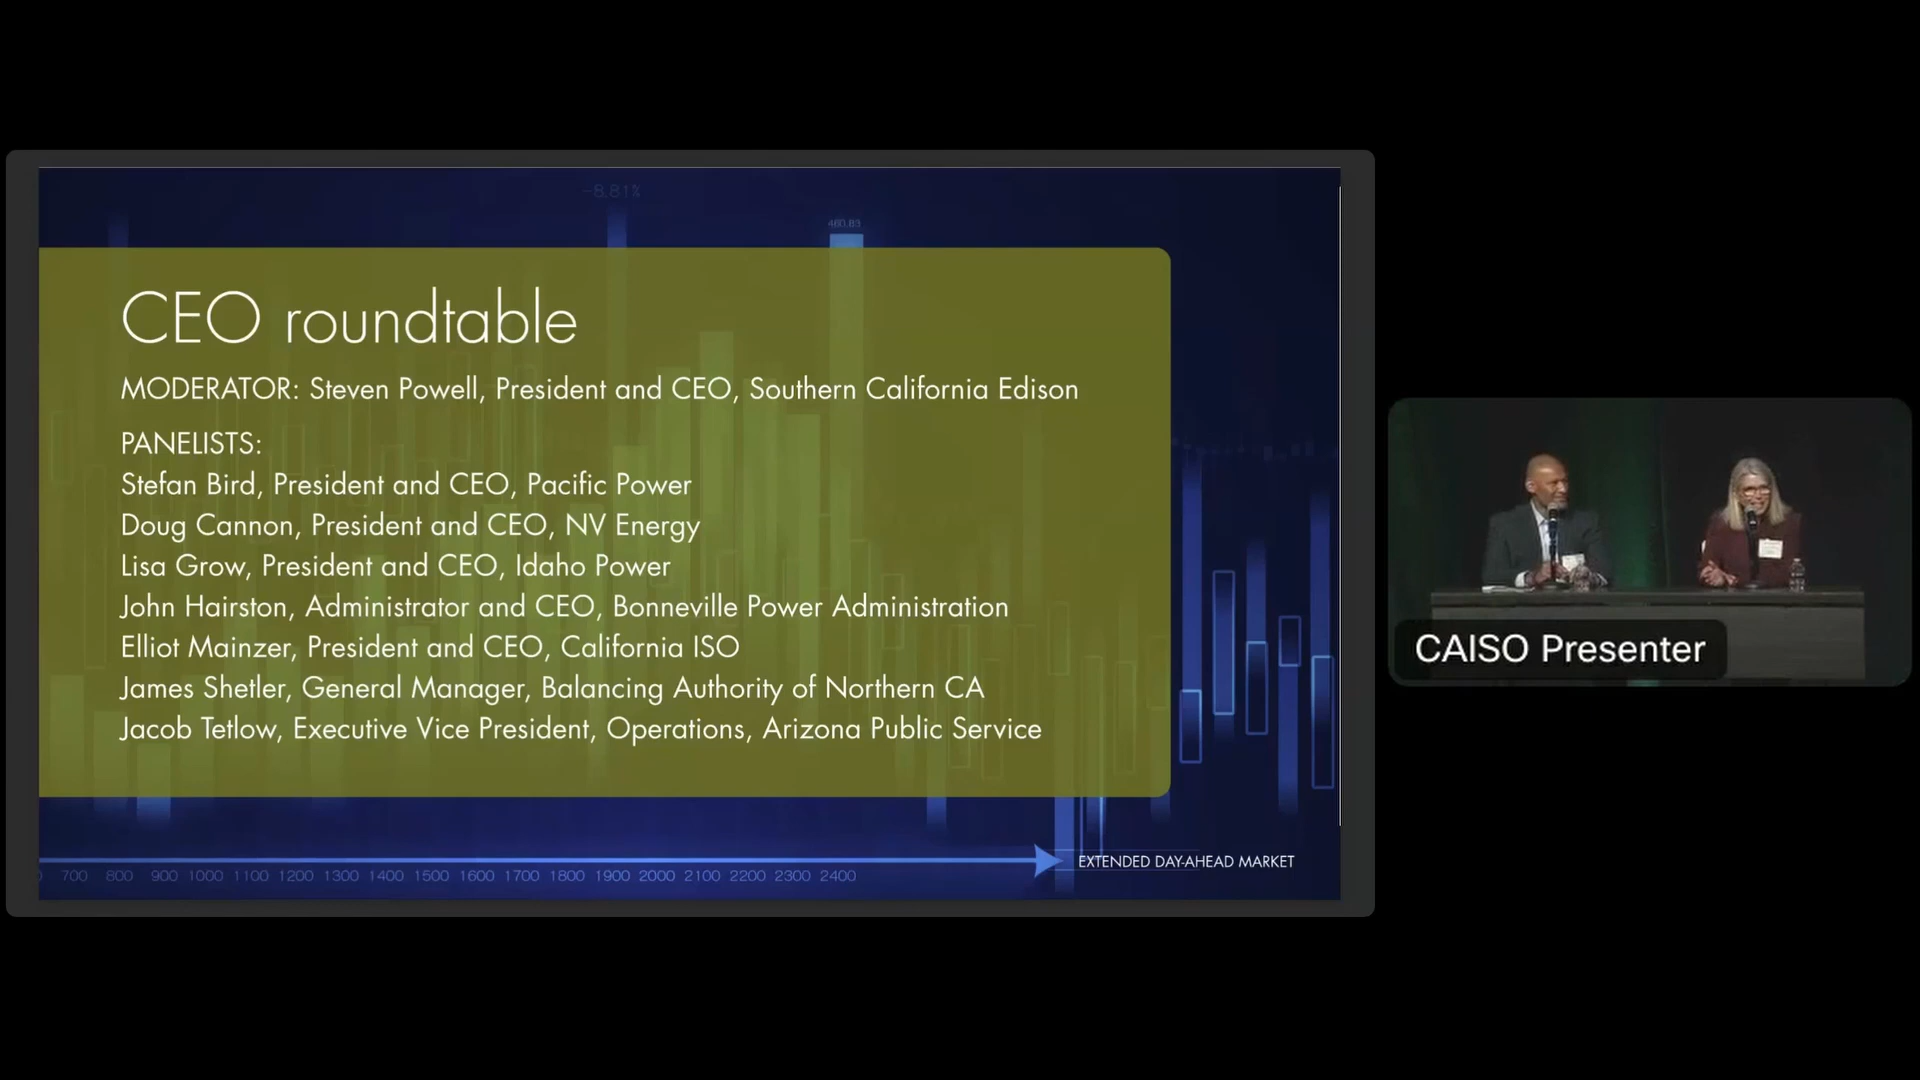 -8.81%
460.83
CEO roundtable
MODERATOR: Steven Powell, President and CEO, Southern California Edison
PANELISTS:
Stefan Bird, President and CEO, Pacific Power
Doug Cannon, President and CEO, NV Energy
Lisa Grow, President and CEO, Idaho Power
John Hairston, Administrator and CEO, Bonneville Power Administration
Elliot Mainzer, President and CEO, California ISO
James Shetler, General Manager, Balancing Authority of Northern CA
Jacob Tetlow, Executive Vice President, Operations, Arizona Public Service
EXTENDED DAY-AHEAD MARKET
700 800 900 1000 1100 1200 1300 1400 1500 1600 1700 1800 1900 2000 2100 2200 2300 2400
CAISO Presenter